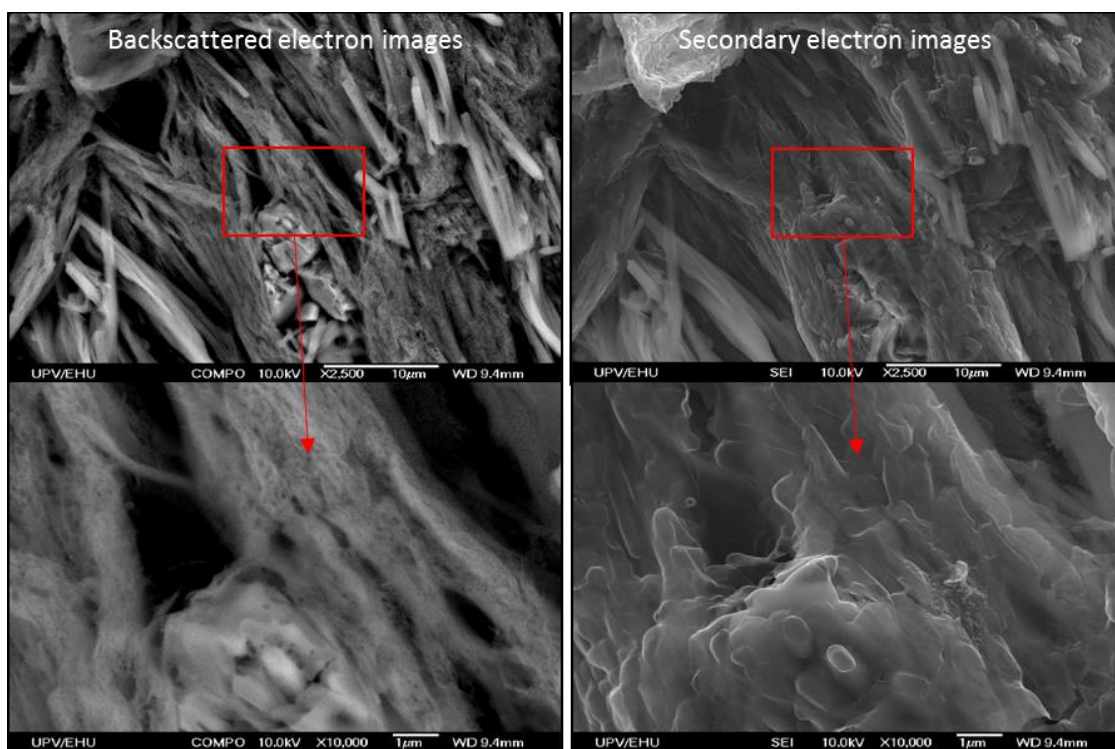 Backscattered electron images
Secondary electron images
UPV/EHU COMPO 10.0kV X2,500 10µm WD 9.4mm
UPV/EHU SEI 10.0kV X2,500 10µm WD 9.4mm
UPV/EHU COMPO 10.0kV X10,000 1µm WD 9.4mm
UPV/EHU SEI 10.0kV X10,000 1µm WD 9.4mm